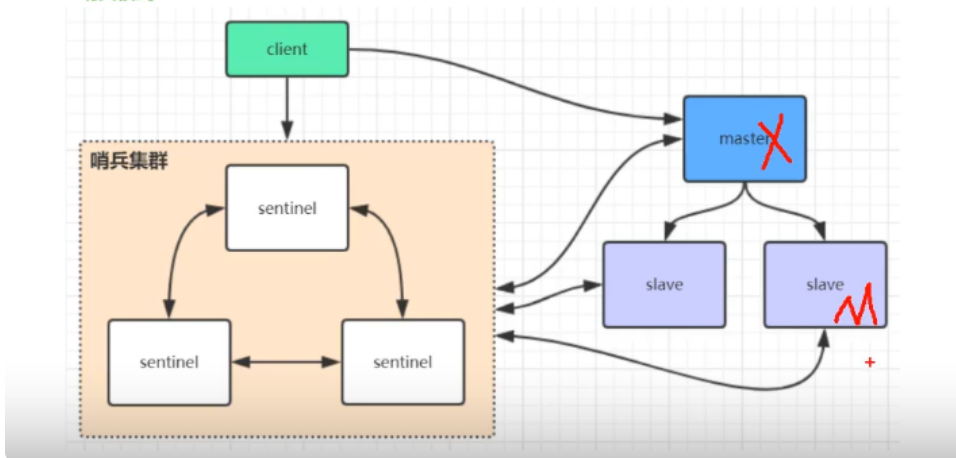 client
master
哨兵集群
sentinel
slave
slave
M
sentinel
sentinel